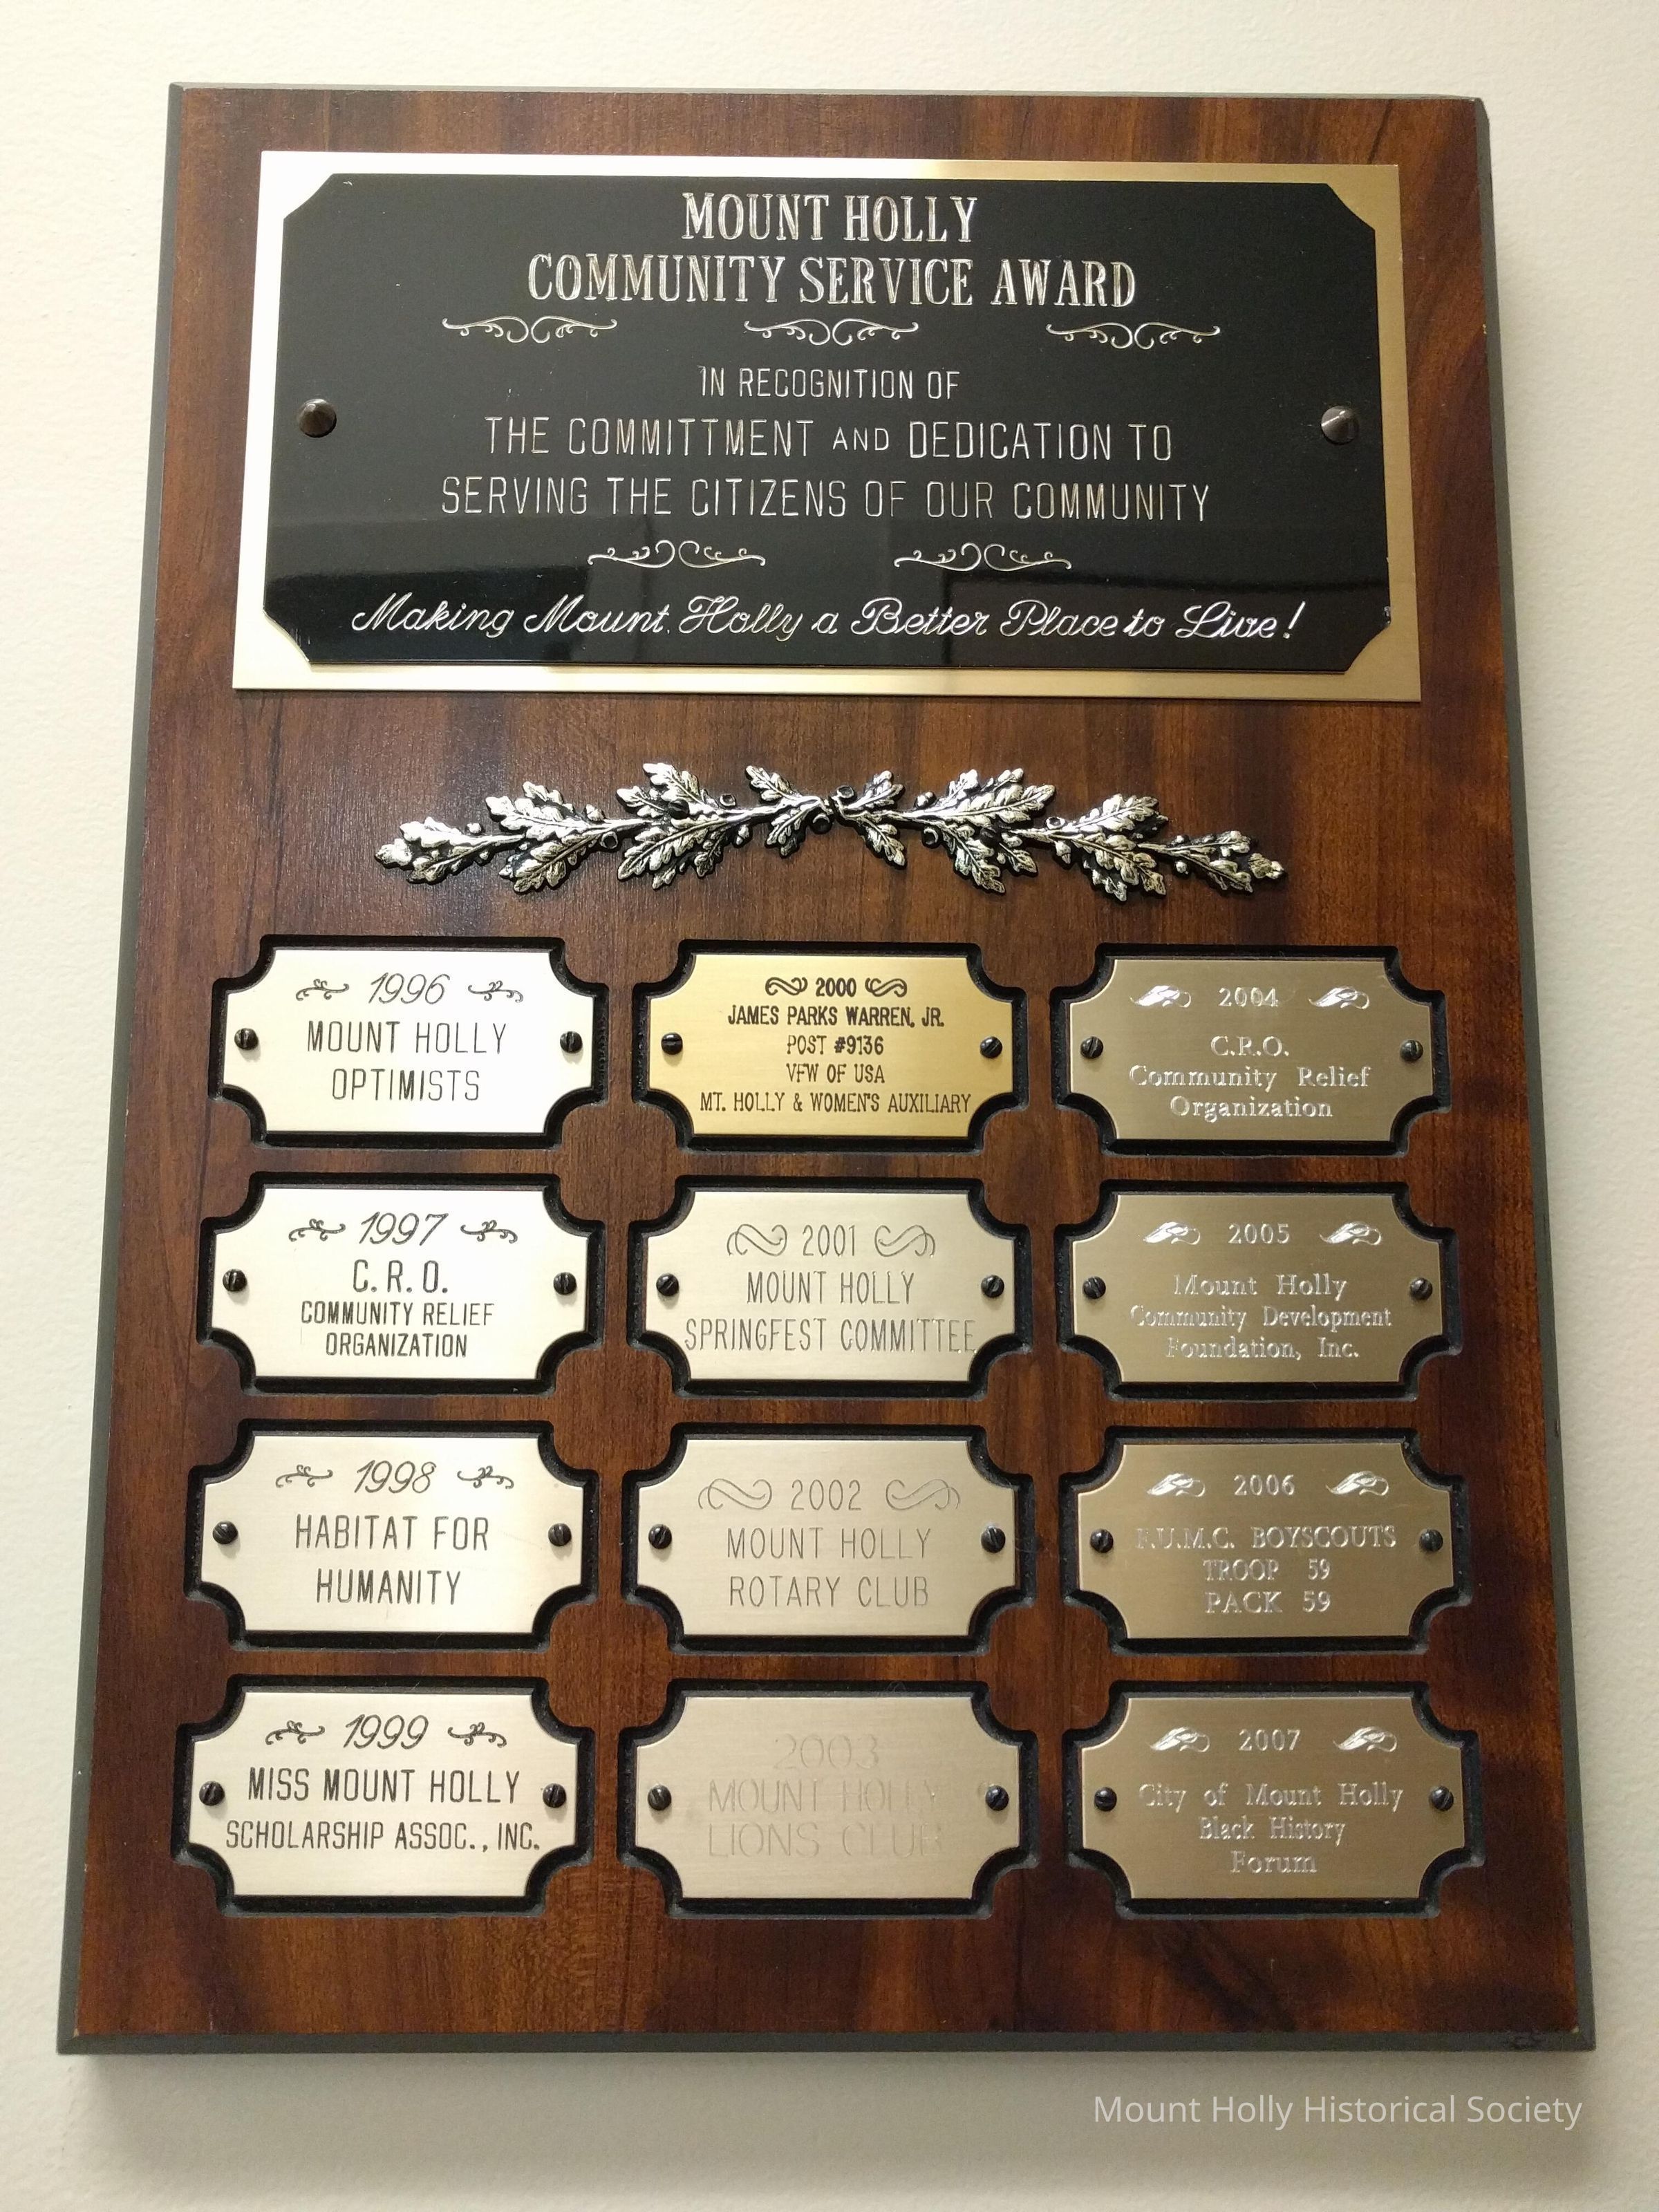 MOUNT HOLLY
COMMUNITY SERVICE AWARD
IN RECOGNITION OF
THE COMMITTMENT AND DEDICATION TO
SERVING THE CITIZENS OF OUR COMMUNITY
Making Mount Holly a Better Place to Live!
1996
MOUNT HOLLY
OPTIMISTS
1997
C.R.O.
COMMUNITY RELIEF
ORGANIZATION
1998
HABITAT FOR
HUMANITY
1999
MISS MOUNT HOLLY
SCHOLARSHIP ASSOC., INC.
2000
JAMES PARKS WARREN, JR.
POST #9136
VFW OF USA
MT. HOLLY & WOMEN'S AUXILIARY
2001
MOUNT HOLLY
SPRINGFEST COMMITTEE
2002
MOUNT HOLLY
ROTARY CLUB
2003
MOUNT HOLLY
LIONS CLUB
2004
C.R.O.
Community Relief
Organization
2005
Mount Holly
Community Development
Foundation, Inc.
2006
F.U.M.C. BOYSCOUTS
TROOP 59
PACK 59
2007
City of Mount Holly
Black History
Forum
Mount Holly Historical Society